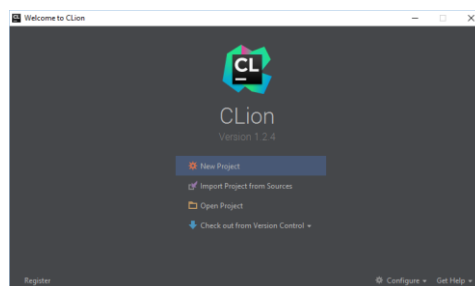 Welcome to CLion
CL
CLion
Version 1.2.4
New Project
Import Project from Sources
Open Project
Check out from Version Control
Register
Configure
Get Help